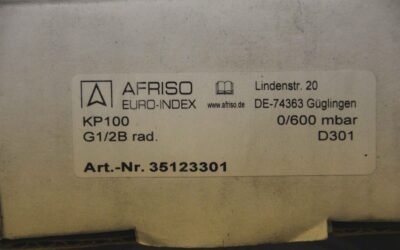 AFRISO
EURO-INDEX
www.afriso.de
Lindenstr. 20
DE-74363 Güglingen
KP100 0/600 mbar
G1/2B rad. D301
Art.-Nr. 35123301